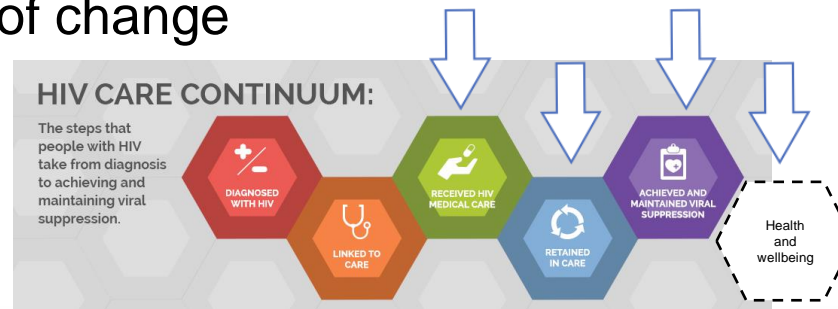 of change
HIV CARE CONTINUUM:
The steps that
people with HIV
take from diagnosis
to achieving and
maintaining viral
suppression.
DIAGNOSED
WITH HIV
LINKED TO
CARE
RECEIVED HIV
MEDICAL CARE
RETAINED
IN CARE
ACHIEVED AND
MAINTAINED VIRAL
SUPPRESSION
Health
and
wellbeing